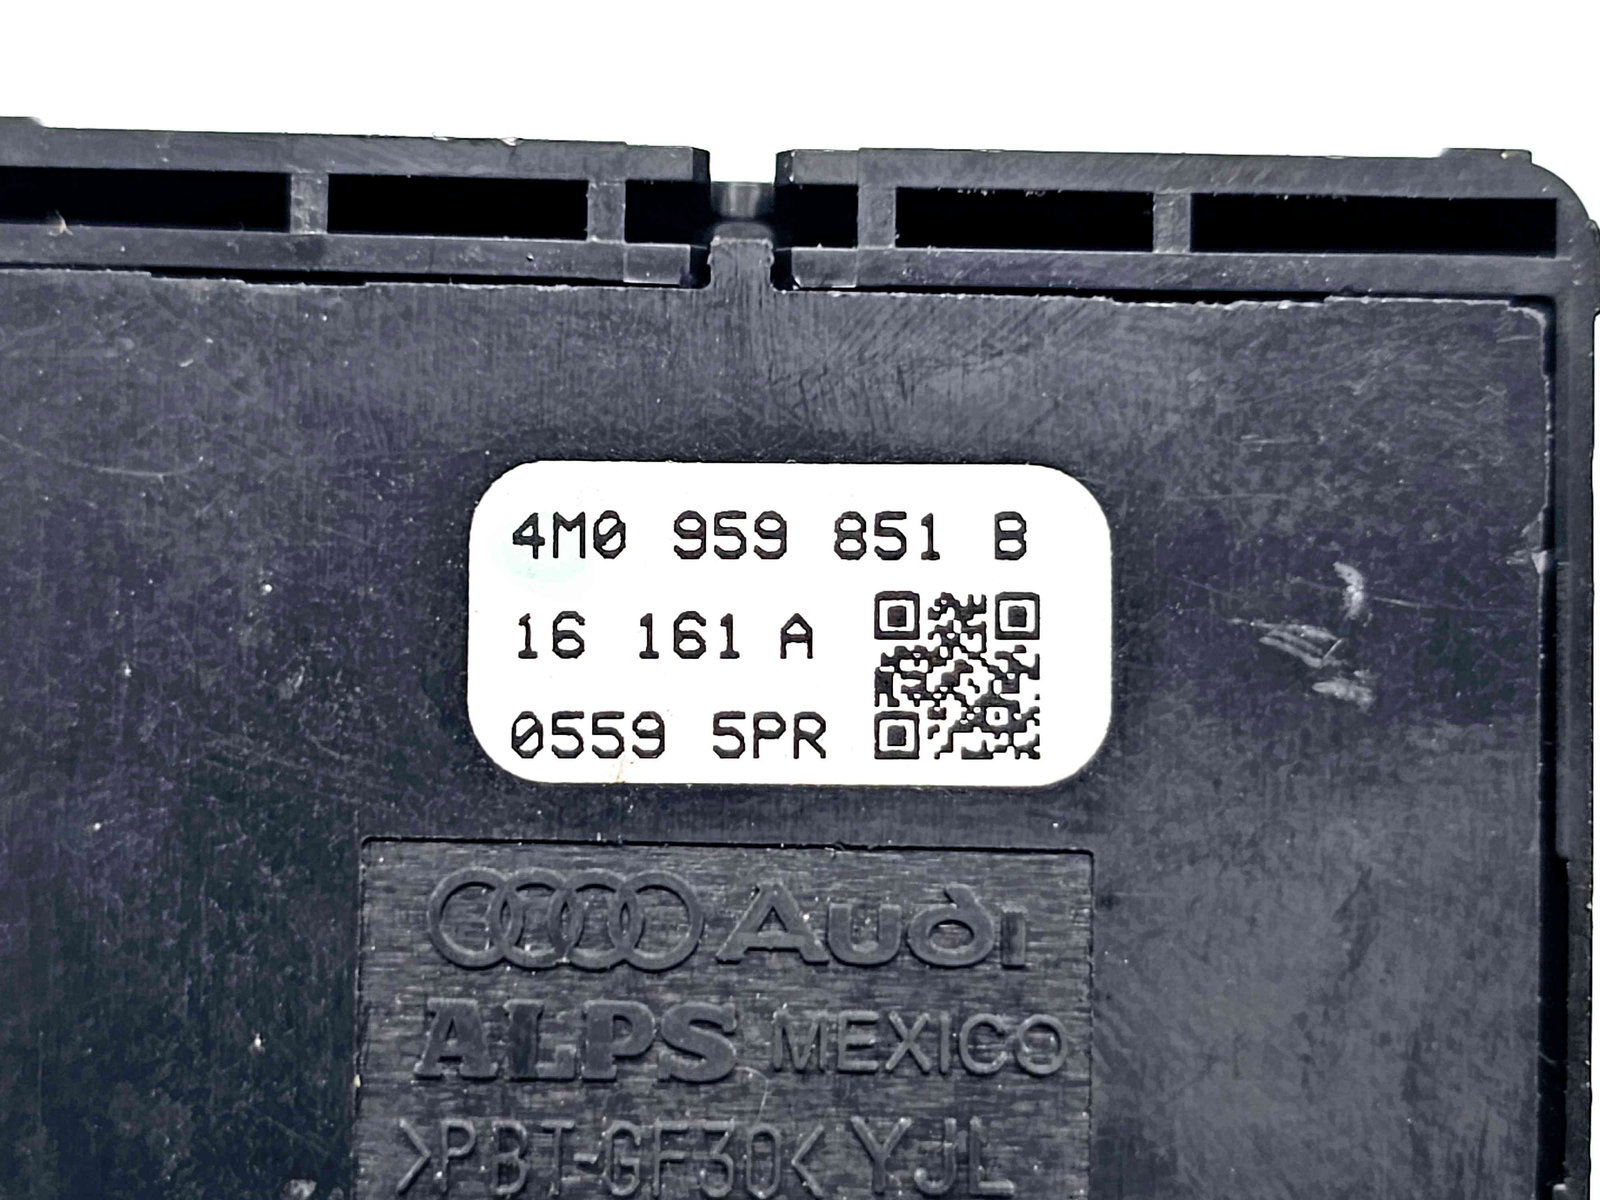 4M0 959 851 B
16 161 A
0559 5PR
Audi
ALPS MEXICO
>PBT-GF30< YJL